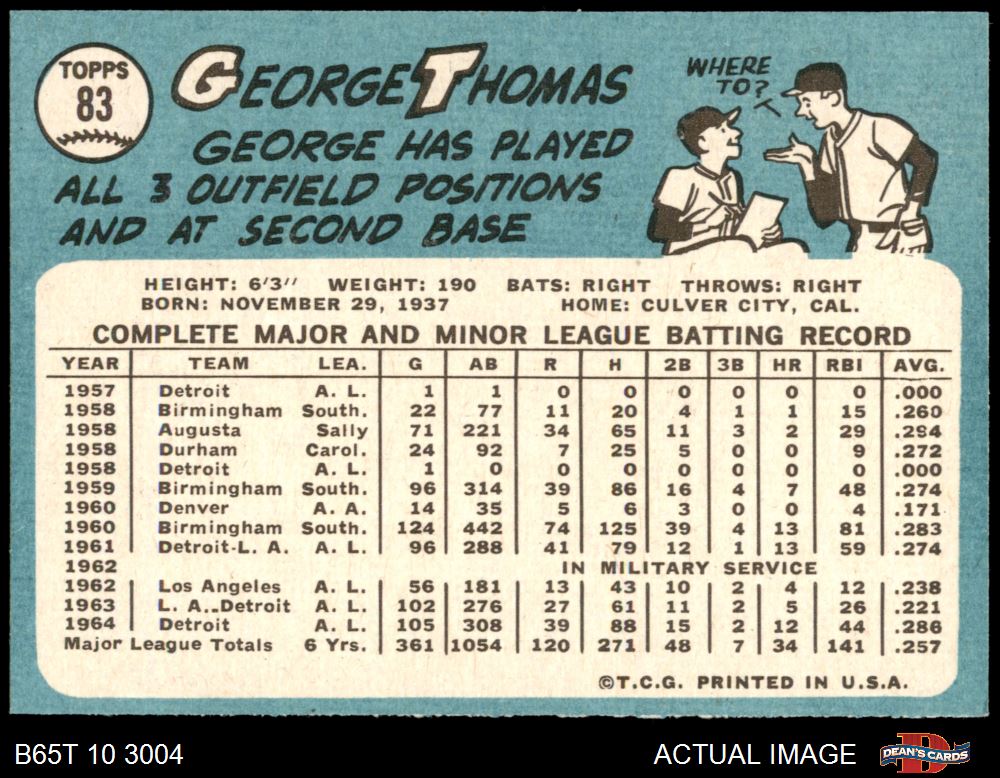 TOPPS
83
GEORGE THOMAS
GEORGE HAS PLAYED
ALL 3 OUTFIELD POSITIONS
AND AT SECOND BASE
WHERE
TO?
HEIGHT: 6'3" WEIGHT: 190 BATS: RIGHT THROWS: RIGHT
BORN: NOVEMBER 29, 1937 HOME: CULVER CITY, CAL.
COMPLETE MAJOR AND MINOR LEAGUE BATTING RECORD
YEAR TEAM LEA. G AB R H 2B 3B HR RBI AVG.
1957 Detroit A. L. 1 1 0 0 0 0 0 0 .000
1958 Birmingham South. 22 77 11 20 4 1 1 15 .260
1958 Augusta Sally 71 221 34 65 11 3 2 29 .294
1958 Durham Carol. 24 92 7 25 5 0 0 9 .272
1958 Detroit A. L. 1 0 0 0 0 0 0 0 .000
1959 Birmingham South. 96 314 39 86 16 4 7 48 .274
1960 Denver A. A. 14 35 5 6 3 0 0 4 .171
1960 Birmingham South. 124 442 74 125 39 4 13 81 .283
1961 Detroit-L. A. A. L. 96 288 41 79 12 1 13 59 .274
1962 IN MILITARY SERVICE
1962 Los Angeles A. L. 56 181 13 43 10 2 4 12 .238
1963 L. A.-Detroit A. L. 102 276 27 61 11 2 5 26 .221
1964 Detroit A. L. 105 308 39 88 15 2 12 44 .286
Major League Totals 6 Yrs. 361 1054 120 271 48 7 34 141 .257
©T.C.G. PRINTED IN U.S.A.
B65T 10 3004 ACTUAL IMAGE DEAN'S CARDS